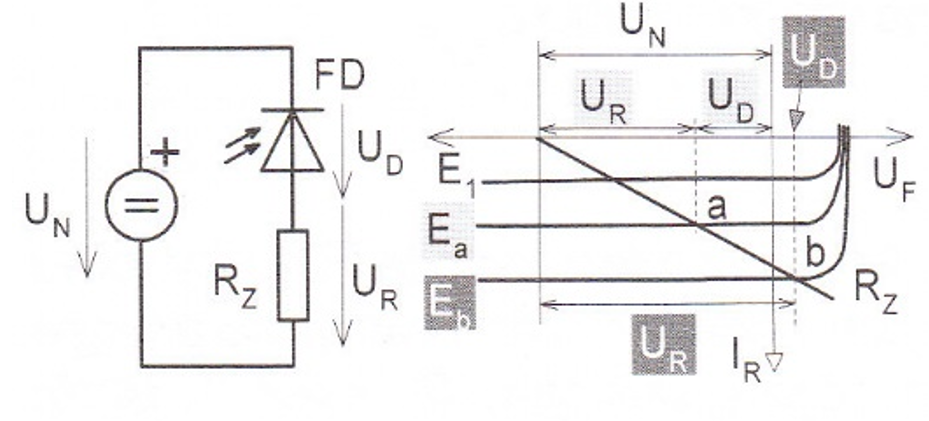 FD
+
=
U_N
U_D
R_Z
U_R
U_N
U_D
U_R
U_D
E_1
U_F
a
E_a
b
E_b
R_Z
U_R
I_R